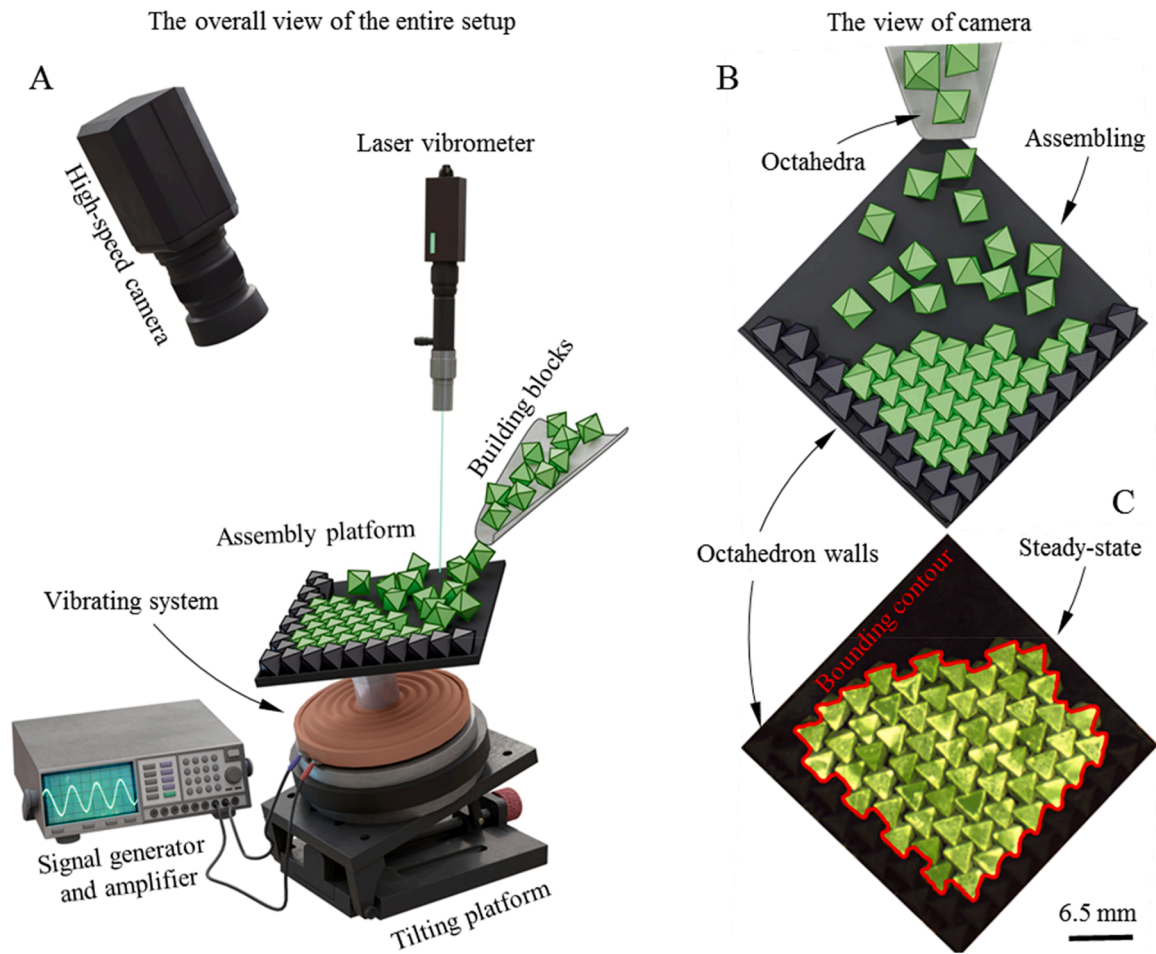 The overall view of the entire setup
The view of camera
A
B
Laser vibrometer
High-speed camera
Octahedra
Assembling
Building blocks
Assembly platform
Vibrating system
Signal generator
and amplifier
Tilting platform
Octahedron walls
C
Steady-state
Bounding contour
6.5 mm